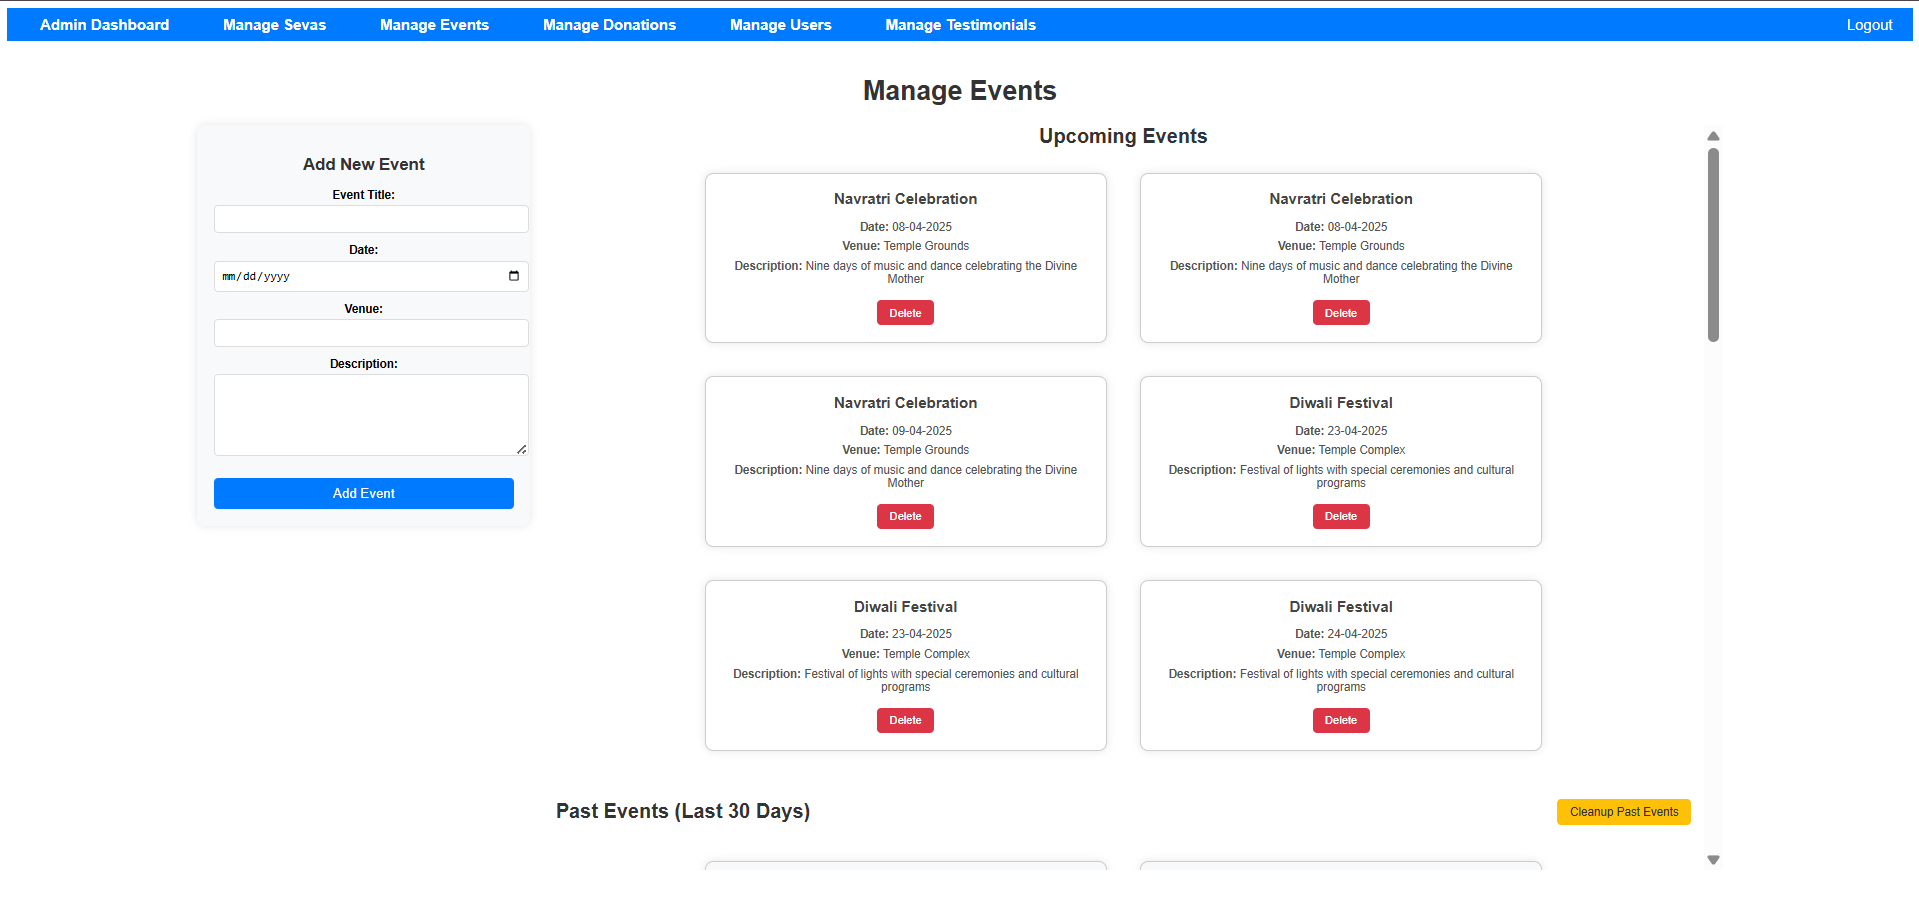 Admin Dashboard Manage Sevas Manage Events Manage Donations Manage Users Manage Testimonials Logout
Manage Events
Add New Event
Event Title:
Date:
mm/dd/yyyy
Venue:
Description:
Add Event
Upcoming Events
Navratri Celebration
Date: 08-04-2025
Venue: Temple Grounds
Description: Nine days of music and dance celebrating the Divine
Mother
Delete
Navratri Celebration
Date: 08-04-2025
Venue: Temple Grounds
Description: Nine days of music and dance celebrating the Divine
Mother
Delete
Navratri Celebration
Date: 09-04-2025
Venue: Temple Grounds
Description: Nine days of music and dance celebrating the Divine
Mother
Delete
Diwali Festival
Date: 23-04-2025
Venue: Temple Complex
Description: Festival of lights with special ceremonies and cultural
programs
Delete
Diwali Festival
Date: 23-04-2025
Venue: Temple Complex
Description: Festival of lights with special ceremonies and cultural
programs
Delete
Diwali Festival
Date: 24-04-2025
Venue: Temple Complex
Description: Festival of lights with special ceremonies and cultural
programs
Delete
Past Events (Last 30 Days)
Cleanup Past Events